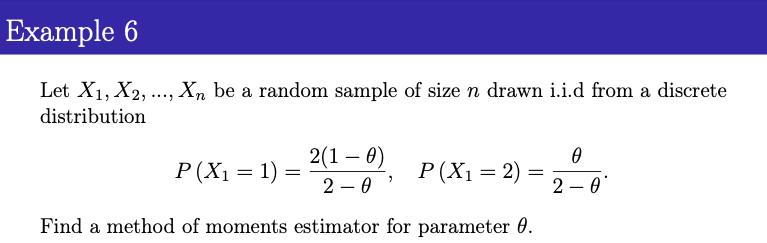 Example 6
Let X₁, X₂, ..., Xₙ be a random sample of size n drawn i.i.d from a discrete
distribution
P (X₁ = 1) = 2(1 − θ) / (2 − θ), P (X₁ = 2) = θ / (2 − θ).
Find a method of moments estimator for parameter θ.